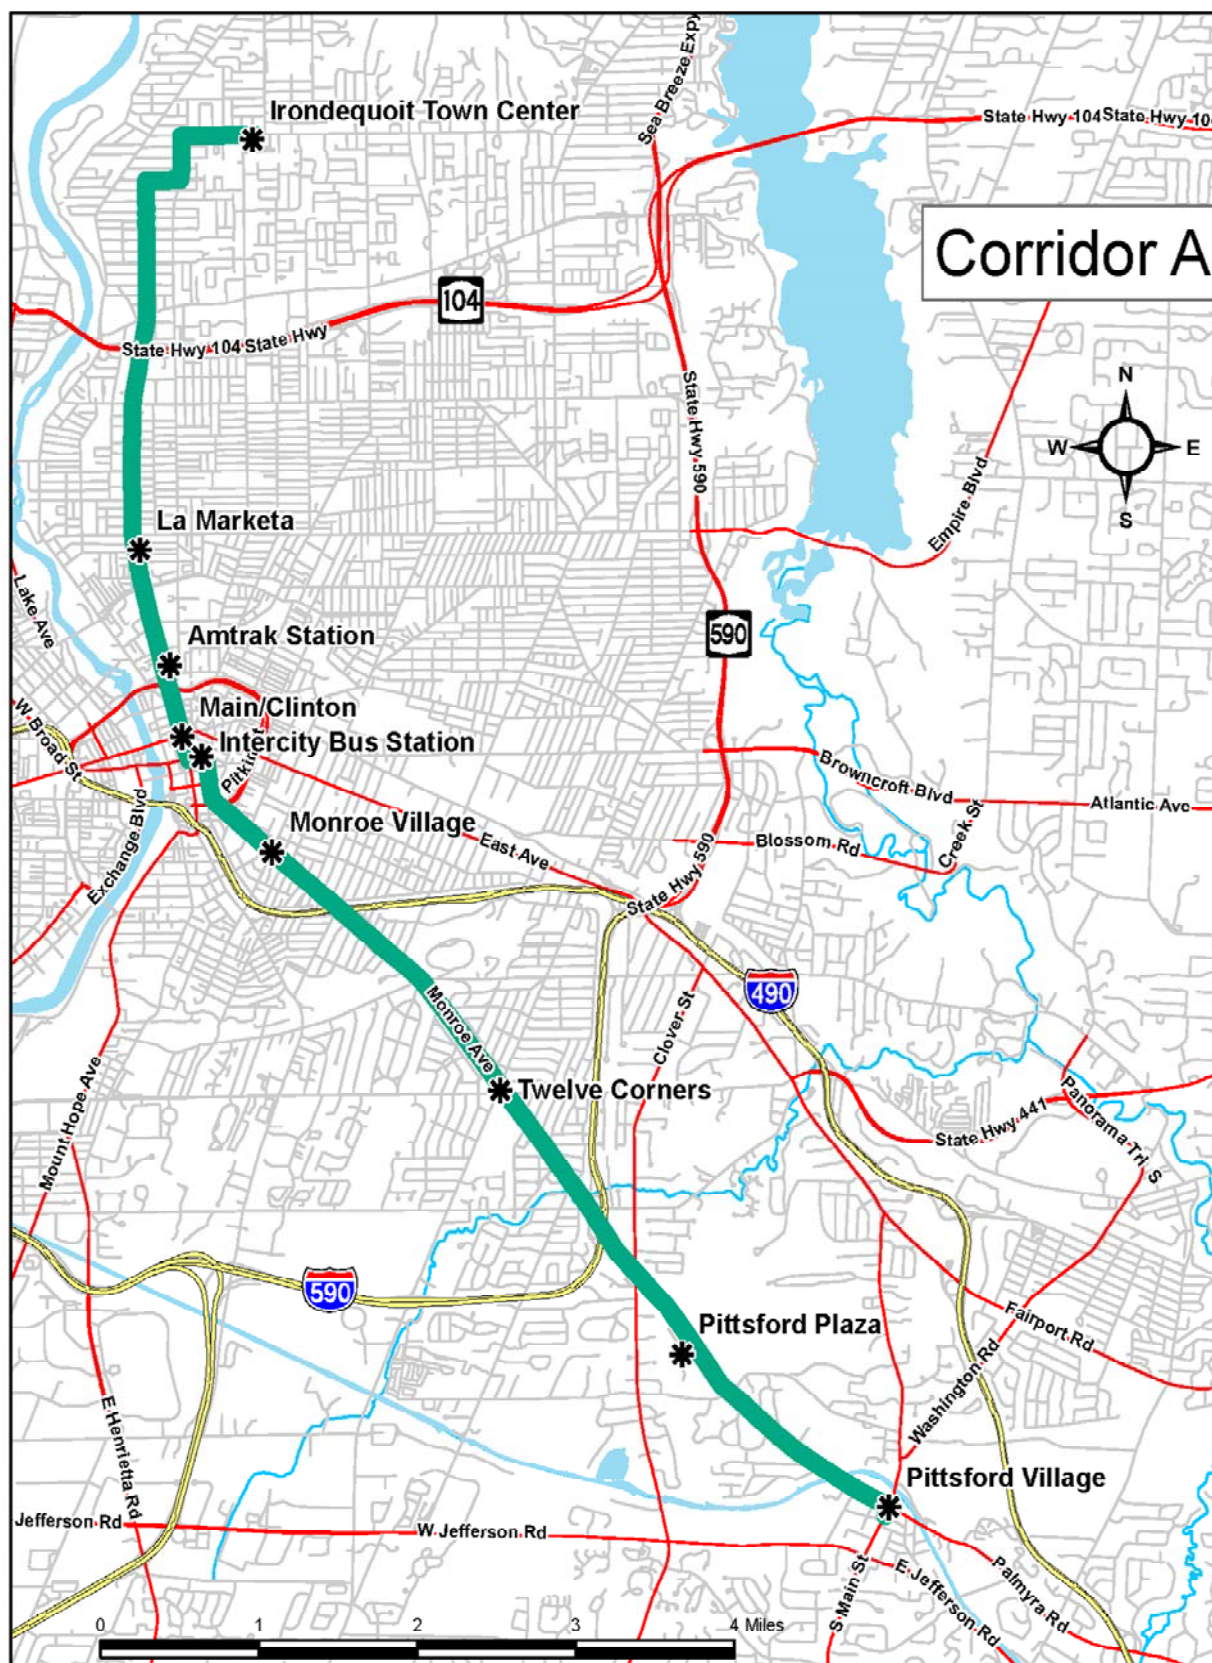 Sea Breeze Expy
Irondequoit Town Center
State Hwy 104
State Hwy 10
Corridor A
104
State Hwy 104
State Hwy
N
W
E
S
State Hwy 590
Empire Blvd
La Marketa
Lake Ave
Amtrak Station
590
Main/Clinton
W Broad St
Intercity Bus Station
Browncroft Blvd
Atlantic Ave
Exchange Blvd
Monroe Village
East Ave
Blossom Rd
Creek St
State Hwy 590
490
Clover St
Monroe Ave
Mount Hope Ave
Twelve Corners
State Hwy 441
Panorama Trl S
590
Pittsford Plaza
Fairport Rd
Washington Rd
E Henrietta Rd
Pittsford Village
Jefferson Rd
W Jefferson Rd
S Main St
E Jefferson Rd
Palmyra Rd
0 1 2 3 4 Miles